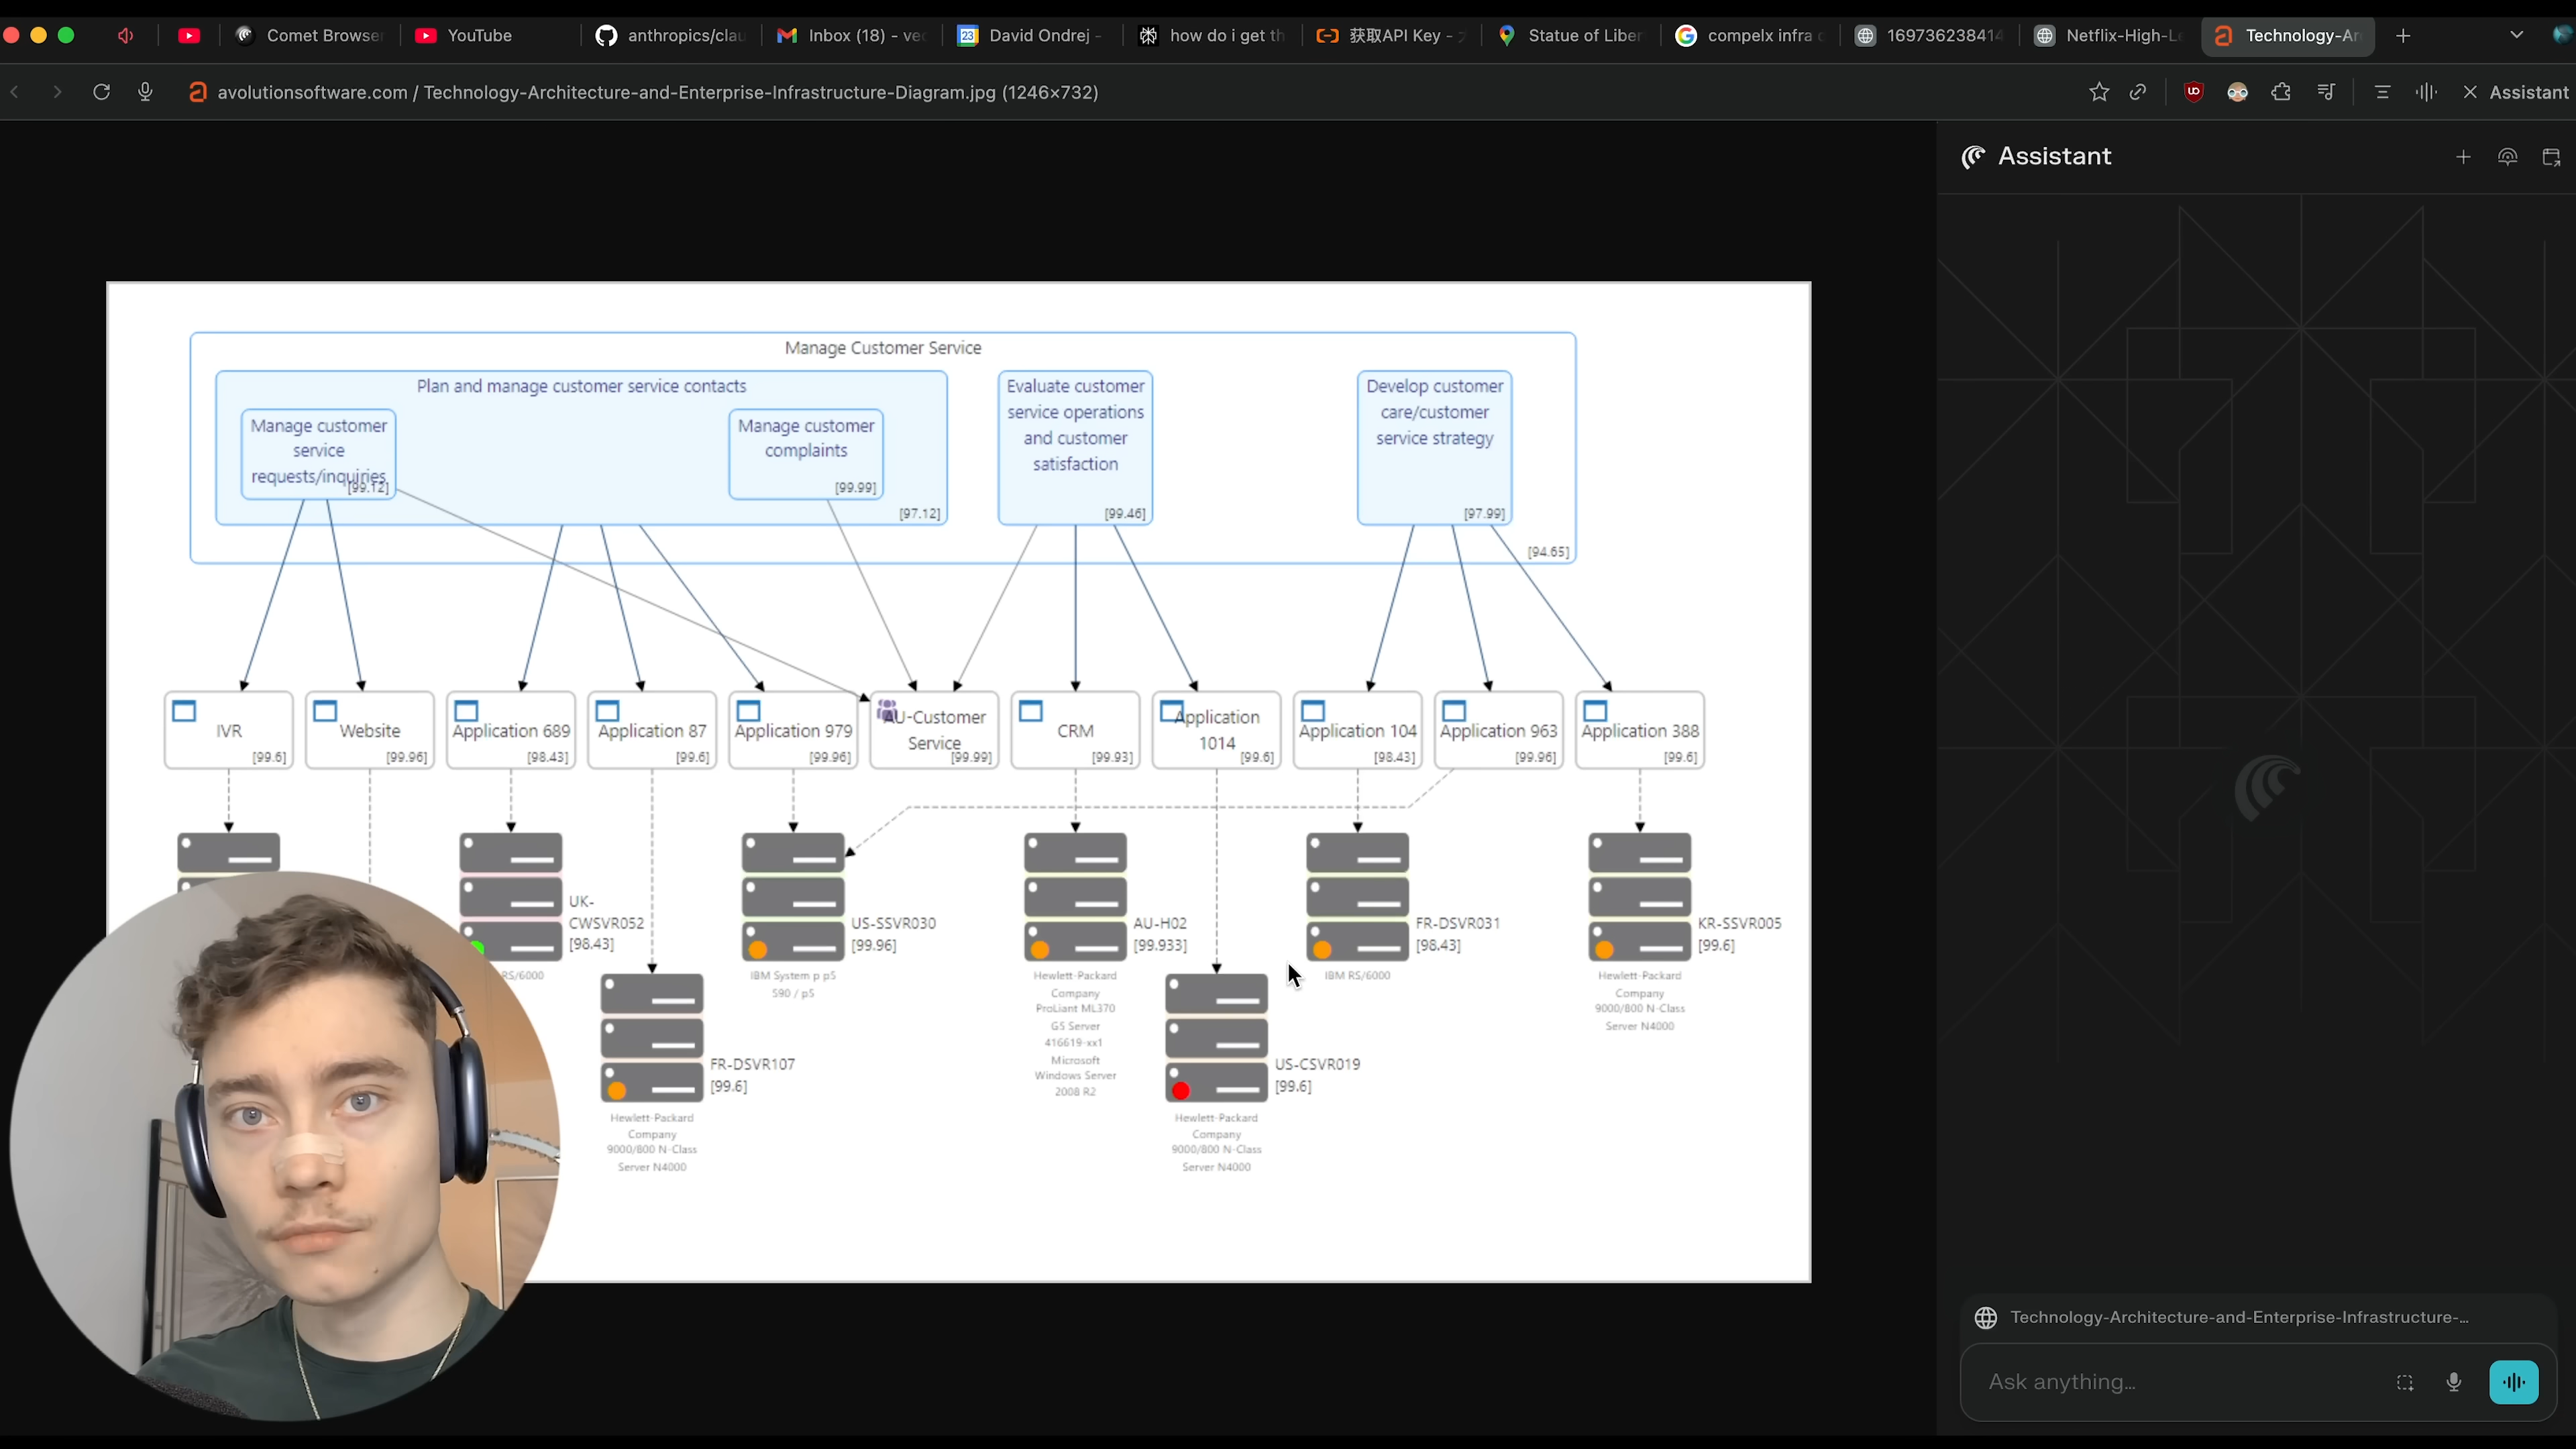 Comet Browse
YouTube
anthropics/clau
Inbox (18) - ve
23
David Ondrej -
how do i get th
获取API Key -
Statue of Liber
compelx infra
169736238414
Netflix-High-L
Technology-Ar
avolutionsoftware.com / Technology-Architecture-and-Enterprise-Infrastructure-Diagram.jpg (1246×732)
Assistant
Assistant
Manage Customer Service
Plan and manage customer service contacts
Manage customer
service
requests/inquiries
[99.12]
Manage customer
complaints
[99.99]
[97.12]
Evaluate customer
service operations
and customer
satisfaction
[99.46]
Develop customer
care/customer
service strategy
[97.99]
[94.65]
IVR
[99.6]
Website
[99.96]
Application 689
[98.43]
Application 87
[99.6]
Application 979
[99.96]
AU-Customer
Service
[99.99]
CRM
[99.93]
Application
1014
[99.6]
Application 104
[98.43]
Application 963
[99.96]
Application 388
[99.6]
UK-
CWSVR052
[98.43]
RS/6000
US-SSVR030
[99.96]
IBM System p p5
590 / p5
AU-H02
[99.933]
Hewlett-Packard
Company
ProLiant ML370
G5 Server
416619-xx1
Microsoft
Windows Server
2008 R2
FR-DSVR031
[98.43]
IBM RS/6000
KR-SSVR005
[99.6]
Hewlett-Packard
Company
9000/800 N-Class
Server N4000
FR-DSVR107
[99.6]
Hewlett-Packard
Company
9000/800 N-Class
Server N4000
US-CSVR019
[99.6]
Hewlett-Packard
Company
9000/800 N-Class
Server N4000
Technology-Architecture-and-Enterprise-Infrastructure-...
Ask anything...